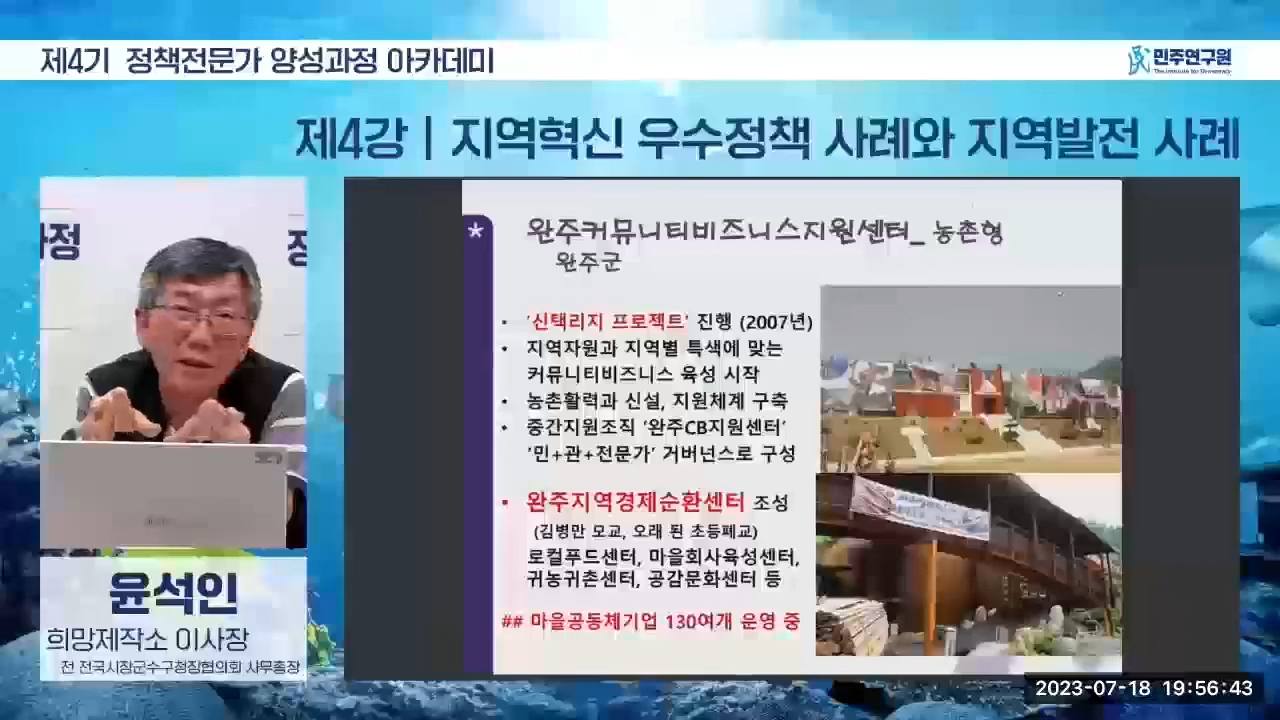 제4기 정책전문가 양성과정 아카데미
민주연구원
The Institute for Democracy
제4강 | 지역혁신 우수정책 사례와 지역발전 사례
과정
*
완주커뮤니티비즈니스지원센터_ 농촌형
완주군
• '신택리지 프로젝트' 진행 (2007년)
• 지역자원과 지역별 특색에 맞는
커뮤니티비즈니스 육성 시작
• 농촌활력과 신설, 지원체계 구축
• 중간지원조직 '완주CB지원센터'
'민+관+전문가' 거버넌스로 구성
• 완주지역경제순환센터 조성
(김병만 모교, 오래 된 초등폐교)
로컬푸드센터, 마을회사육성센터,
귀농귀촌센터, 공감문화센터 등
## 마을공동체기업 130여개 운영 중
윤석인
희망제작소 이사장
전 전국시장군수구청장협의회 사무총장
2023-07-18 19:56:43